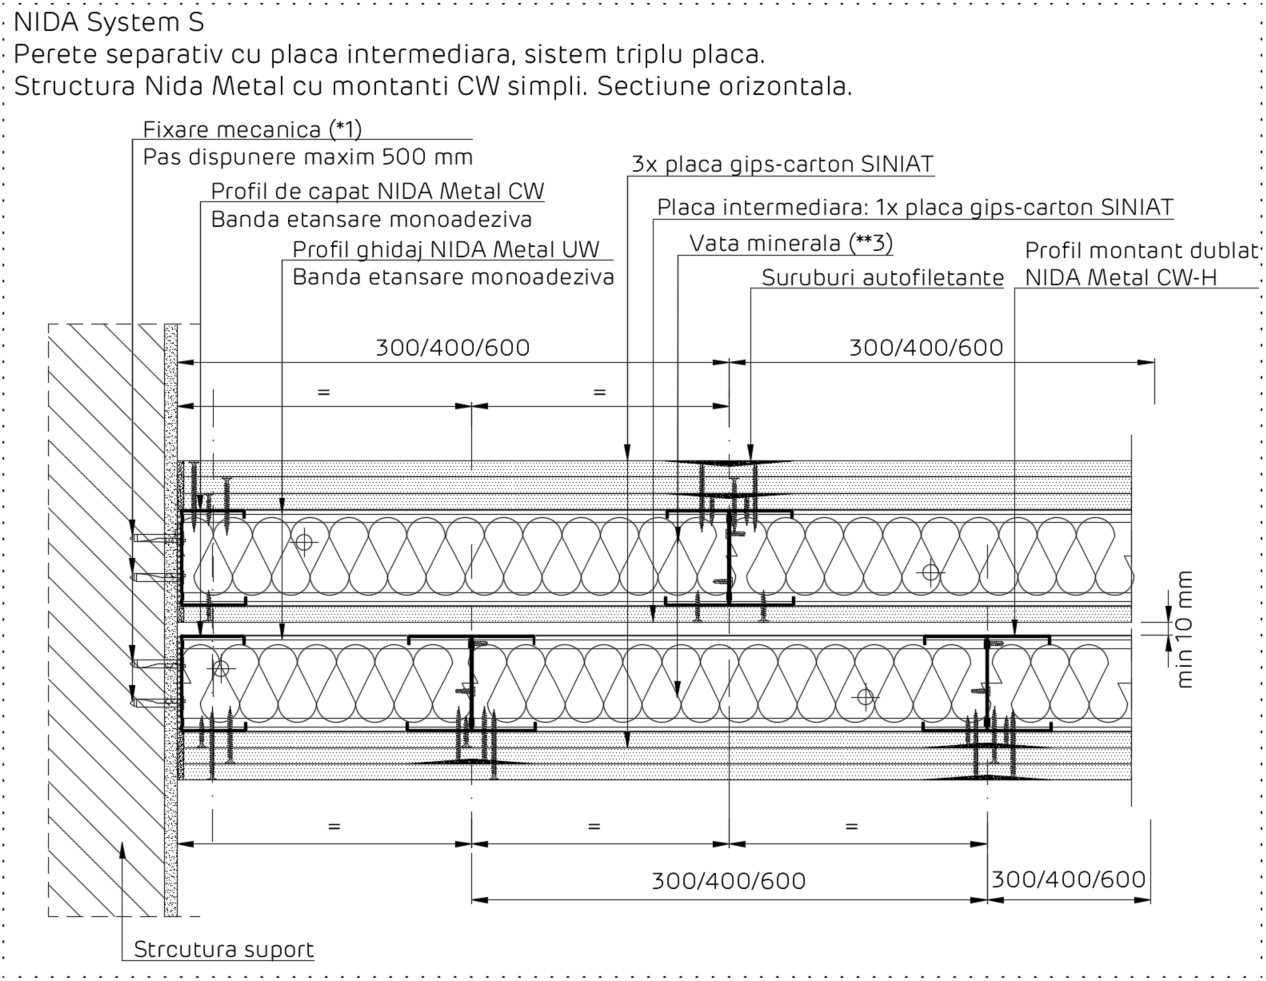 NIDA System S
Perete separativ cu placa intermediara, sistem triplu placa.
Structura Nida Metal cu montanti CW simpli. Sectiune orizontala.
Fixare mecanica (*1)
Pas dispunere maxim 500 mm
Profil de capat NIDA Metal CW
Banda etansare monoadeziva
Profil ghidaj NIDA Metal UW
Banda etansare monoadeziva
3x placa gips-carton SINIAT
Placa intermediara: 1x placa gips-carton SINIAT
Vata minerala (**3)
Suruburi autofiletante
Profil montant dublat
NIDA Metal CW-H
300/400/600
300/400/600
=
=
min 10 mm
=
=
=
300/400/600
300/400/600
Strcutura suport